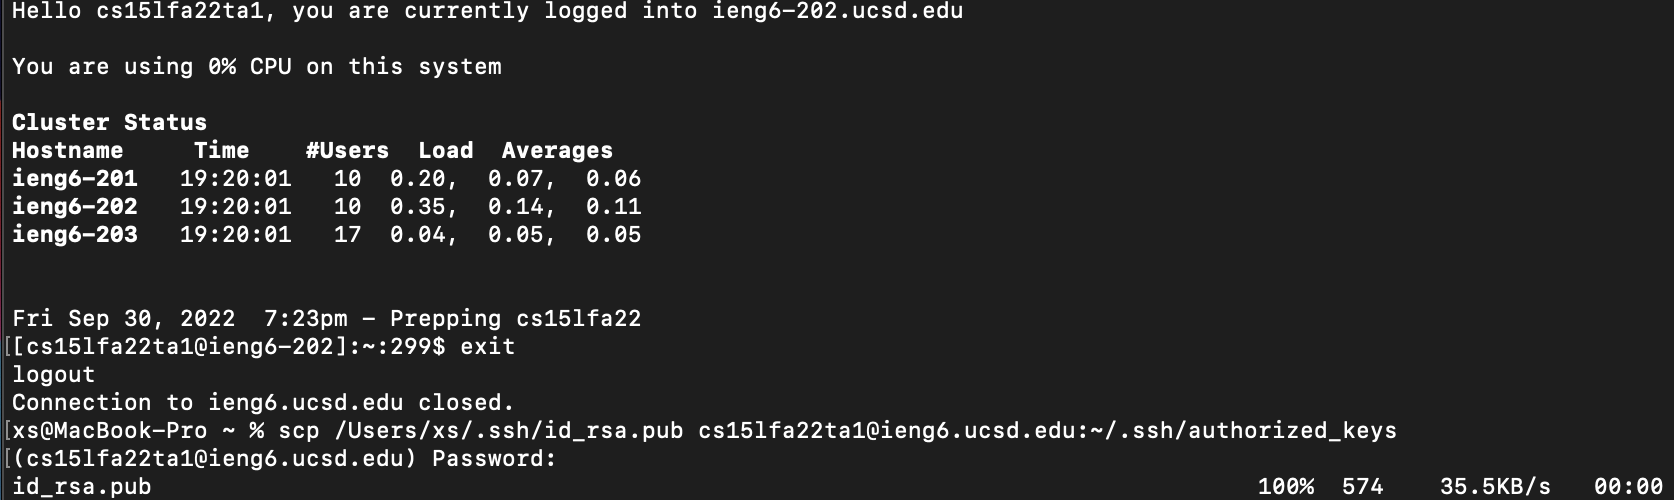 Hello cs15lfa22ta1, you are currently logged into ieng6-202.ucsd.edu
You are using 0% CPU on this system
Cluster Status
Hostname     Time    #Users  Load  Averages
ieng6-201   19:20:01   10  0.20,  0.07,  0.06
ieng6-202   19:20:01   10  0.35,  0.14,  0.11
ieng6-203   19:20:01   17  0.04,  0.05,  0.05
Fri Sep 30, 2022  7:23pm - Prepping cs15lfa22
[[cs15lfa22ta1@ieng6-202]:~:299$ exit
logout
Connection to ieng6.ucsd.edu closed.
[xs@MacBook-Pro ~ % scp /Users/xs/.ssh/id_rsa.pub cs15lfa22ta1@ieng6.ucsd.edu:~/.ssh/authorized_keys
[(cs15lfa22ta1@ieng6.ucsd.edu) Password:
id_rsa.pub                                    100%  574    35.5KB/s   00:00